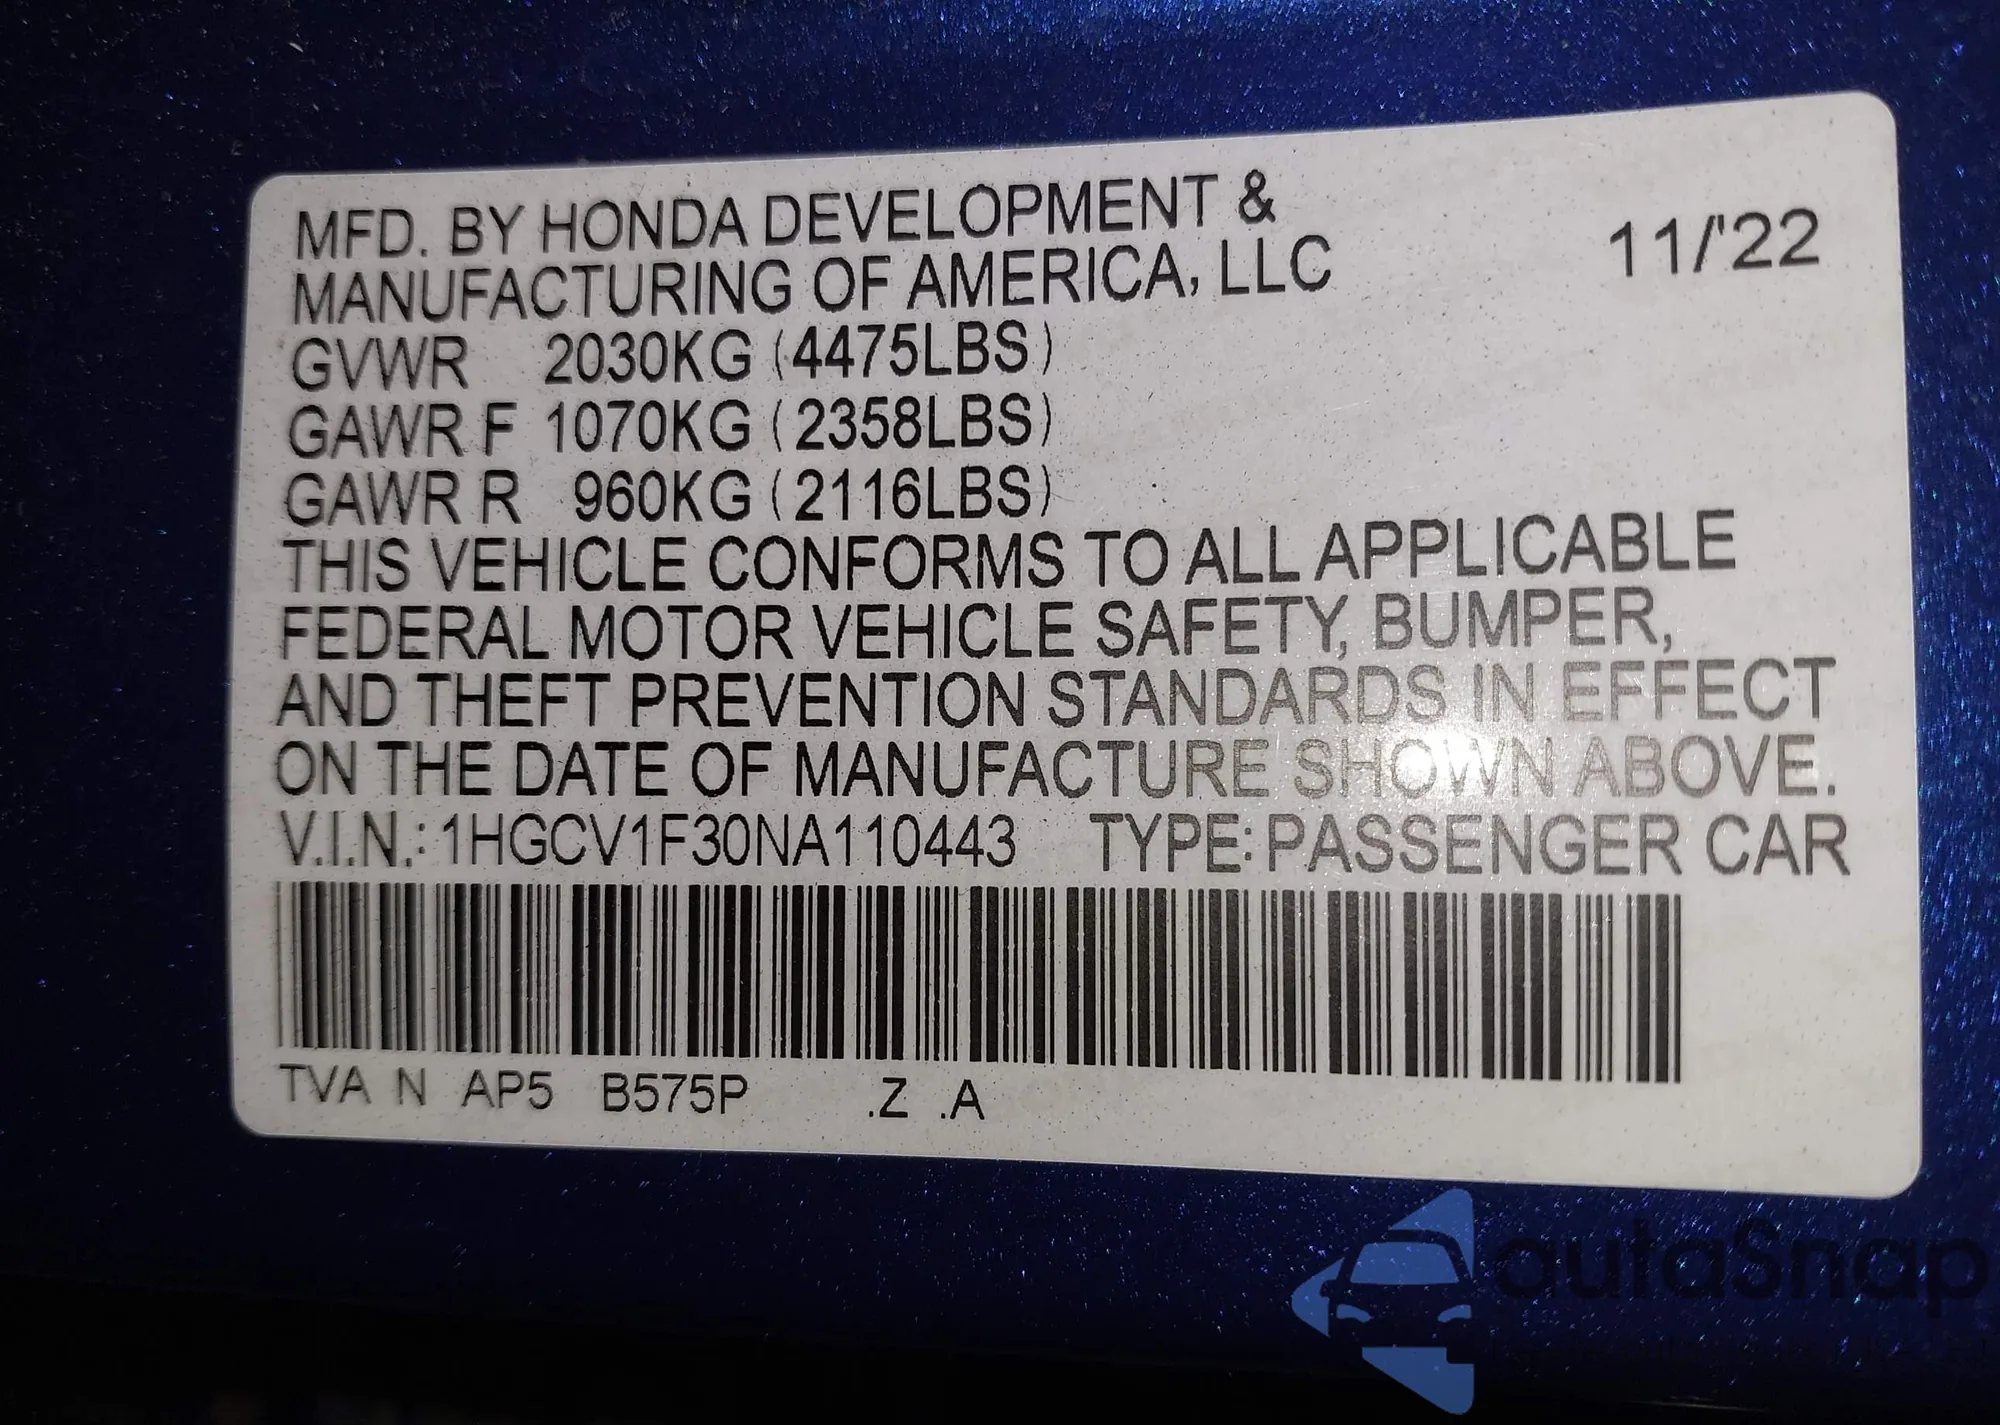 MFD. BY HONDA DEVELOPMENT &
MANUFACTURING OF AMERICA, LLC
11/'22
GVWR 2030KG (4475LBS)
GAWR F 1070KG (2358LBS)
GAWR R 960KG (2116LBS)
THIS VEHICLE CONFORMS TO ALL APPLICABLE
FEDERAL MOTOR VEHICLE SAFETY, BUMPER,
AND THEFT PREVENTION STANDARDS IN EFFECT
ON THE DATE OF MANUFACTURE SHOWN ABOVE.
V.I.N.: 1HGCV1F30NA110443 TYPE: PASSENGER CAR
TVA N AP5 B575P .Z .A
autaSnap